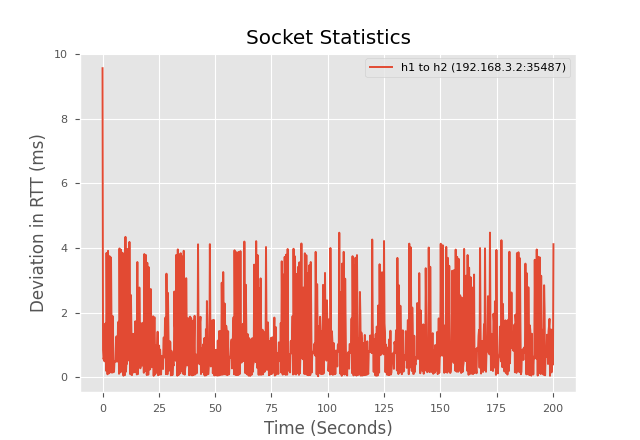 Socket Statistics
h1 to h2 (192.168.3.2:35487)
Deviation in RTT (ms)
10
8
6
4
2
0
0 25 50 75 100 125 150 175 200
Time (Seconds)